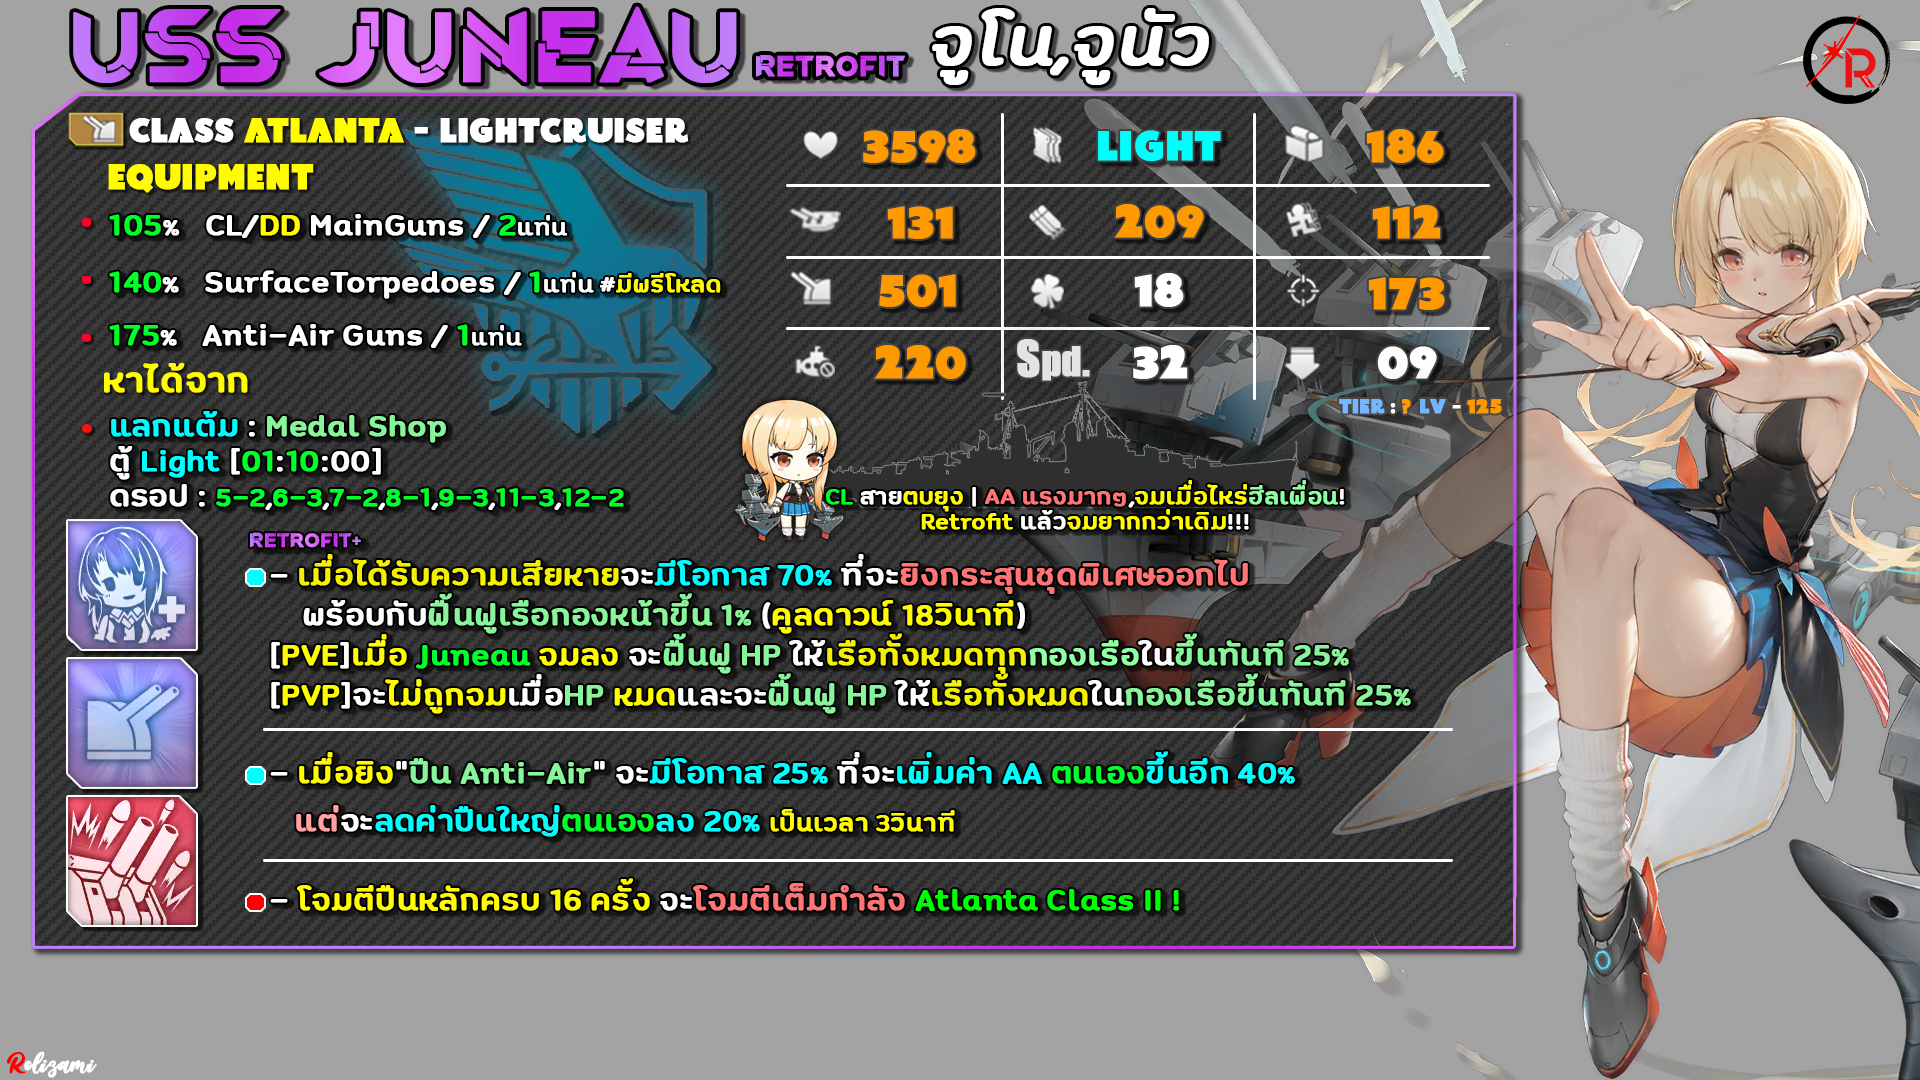 USS JUNEAU RETROFIT จูโน,จูนัว
R
CLASS ATLANTA - LIGHTCRUISER
EQUIPMENT
105% CL/DD MainGuns / 2แท่น
140% SurfaceTorpedoes / 1แท่น #มีพรีโหลด
175% Anti-Air Guns / 1แท่น
หาได้จาก
แลกแต้ม : Medal Shop
ตู้ Light [01:10:00]
ดรอป : 5-2,6-3,7-2,8-1,9-3,11-3,12-2
3598 LIGHT 186
131 209 112
501 18 173
220 Spd. 32 09
TIER : ? LV - 125
CL สายตบยุง | AA แรงมากๆ,จมเมื่อไหร่ฮีลเพื่อน!
Retrofit แล้วจมยากกว่าเดิม!!!
RETROFIT+
- เมื่อได้รับความเสียหายจะมีโอกาส 70% ที่จะยิงกระสุนชุดพิเศษออกไป
พร้อบกับฟื้นฟูเรือกองหน้าขึ้น 1% (คูลดาวน์ 18วินาที)
[PVE]เมื่อ Juneau จมลง จะฟื้นฟู HP ให้เรือทั้งหมดทุกกองเรือในขึ้นทันที 25%
[PVP]จะไม่ถูกจมเมื่อHP หมดและจะฟื้นฟู HP ให้เรือทั้งหมดในกองเรือขึ้นทันที 25%
- เมื่อยิง"ปืน Anti-Air" จะมีโอกาส 25% ที่จะเพิ่มค่า AA ตนเองขึ้นอีก 40%
แต่จะลดค่าปืนใหญ่ตนเองลง 20% เป็นเวลา 3วินาที
- โจมตีปืนหลักครบ 16 ครั้ง จะโจมตีเต็มกำลัง Atlanta Class II !
Rolizami